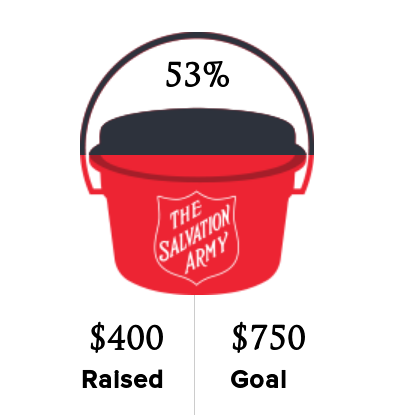 53%
THE
SALVATION
ARMY
$400 $750
Raised Goal